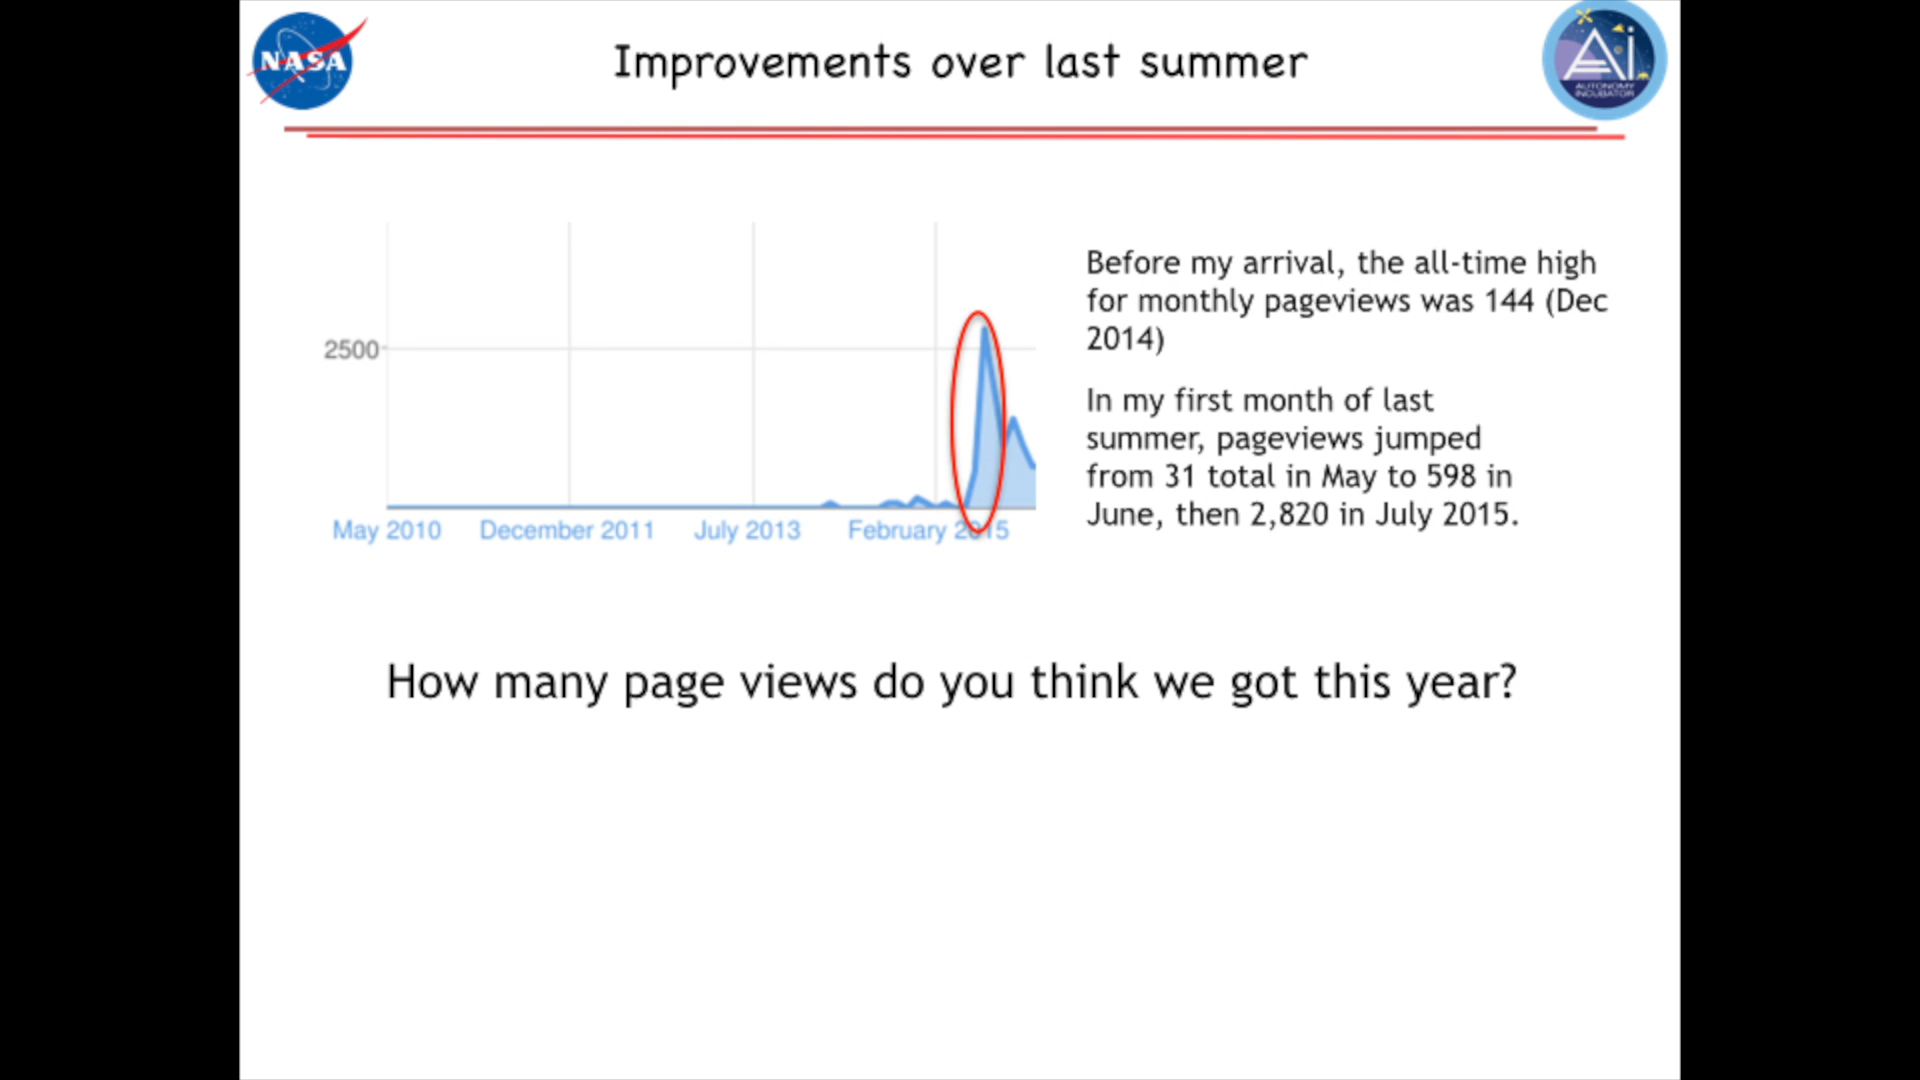 NASA
Improvements over last summer
Ai
AUTONOMY
INCUBATOR
2500
May 2010 December 2011 July 2013 February 2015
Before my arrival, the all-time high
for monthly pageviews was 144 (Dec
2014)
In my first month of last
summer, pageviews jumped
from 31 total in May to 598 in
June, then 2,820 in July 2015.
How many page views do you think we got this year?